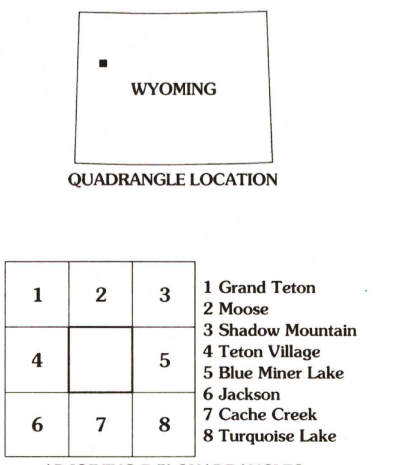 WYOMING
QUADRANGLE LOCATION
1 2 3
4 5
6 7 8
1 Grand Teton
2 Moose
3 Shadow Mountain
4 Teton Village
5 Blue Miner Lake
6 Jackson
7 Cache Creek
8 Turquoise Lake